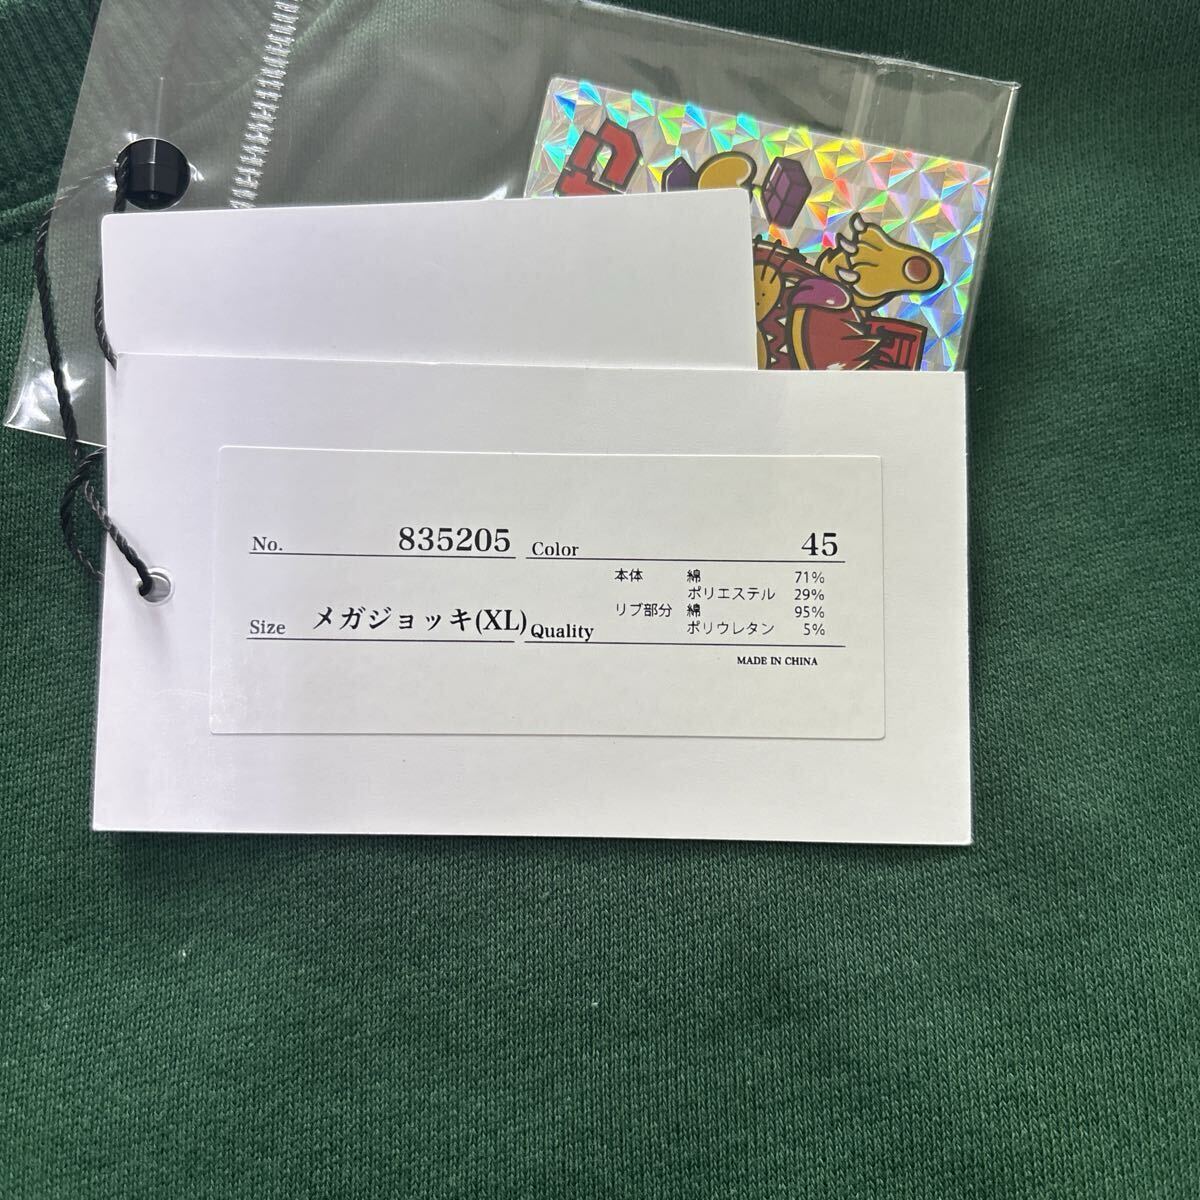 No. 835205 Color 45
本体 綿 71%
ポリエステル 29%
リブ部分 綿 95%
ポリウレタン 5%
Size メガジョッキ(XL) Quality
MADE IN CHINA